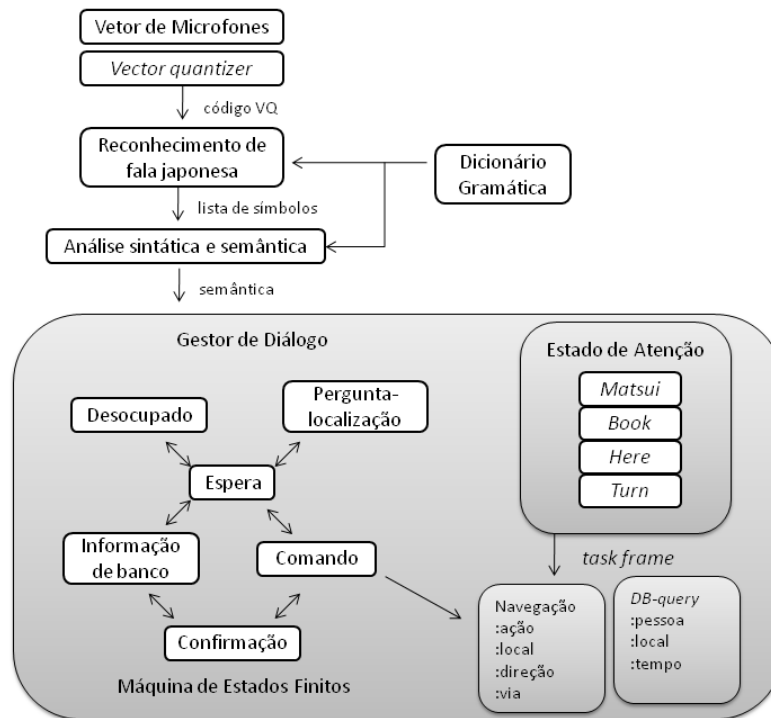 Vetor de Microfones
Vector quantizer
código VQ
Reconhecimento de
fala japonesa
Dicionário
Gramática
lista de símbolos
Análise sintática e semântica
semântica
Gestor de Diálogo
Estado de Atenção
Matsui
Book
Here
Turn
Desocupado
Pergunta-
localização
Espera
Informação
de banco
Comando
Confirmação
Máquina de Estados Finitos
task frame
Navegação
:ação
:local
:direção
:via
DB-query
:pessoa
:local
:tempo